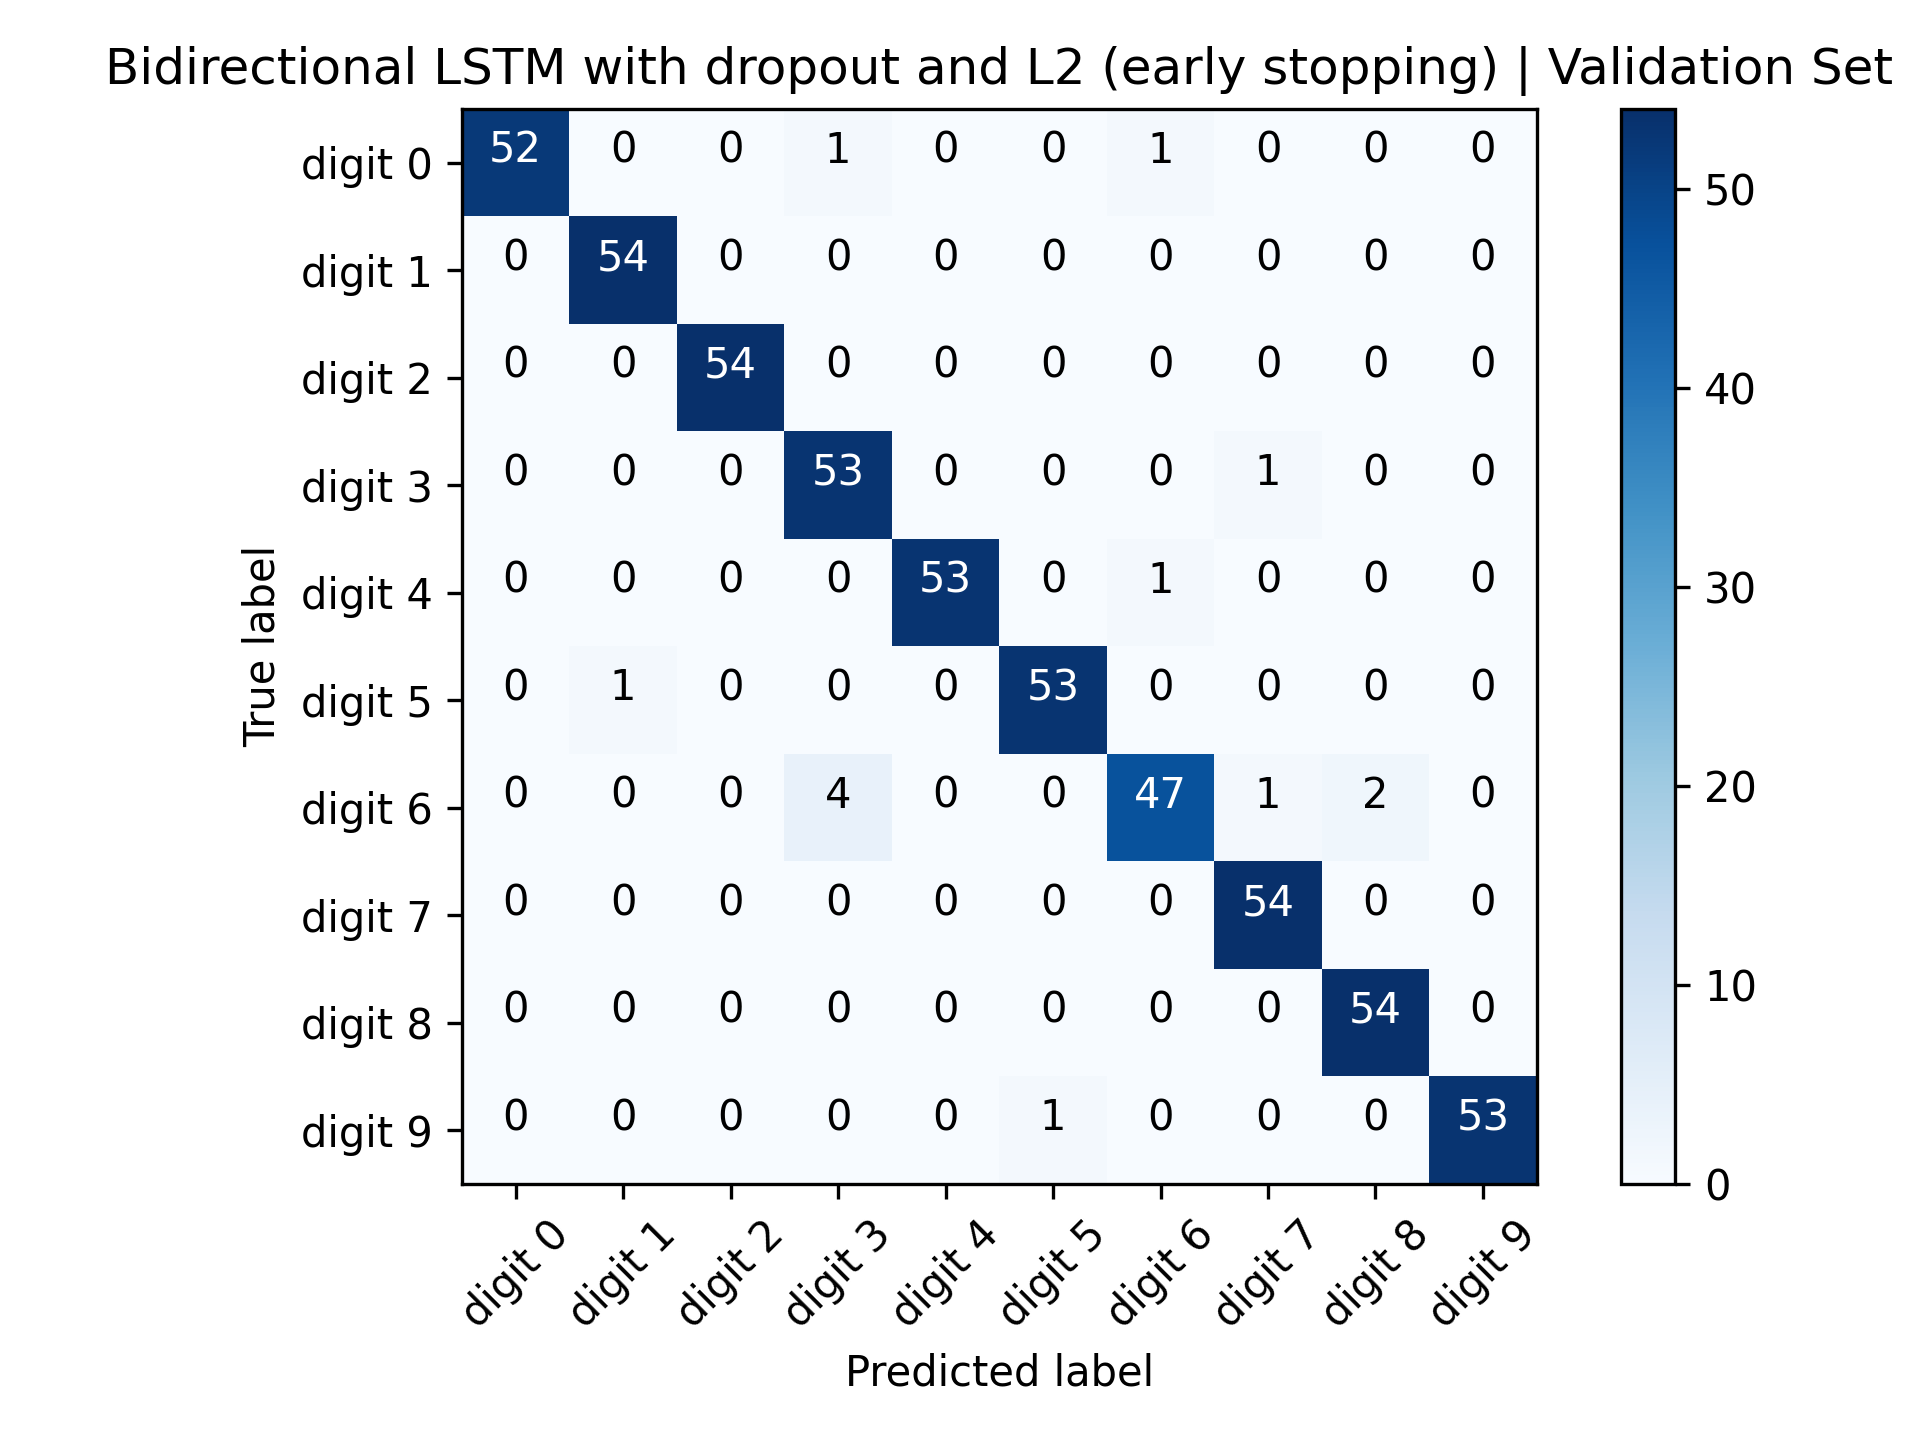 Bidirectional LSTM with dropout and L2 (early stopping) | Validation Set
digit 0 52 0 0 1 0 0 1 0 0 0
digit 1 0 54 0 0 0 0 0 0 0 0
digit 2 0 0 54 0 0 0 0 0 0 0
digit 3 0 0 0 53 0 0 0 1 0 0
digit 4 0 0 0 0 53 0 1 0 0 0
digit 5 0 1 0 0 0 53 0 0 0 0
digit 6 0 0 0 4 0 0 47 1 2 0
digit 7 0 0 0 0 0 0 0 54 0 0
digit 8 0 0 0 0 0 0 0 0 54 0
digit 9 0 0 0 0 0 1 0 0 0 53
True label
digit 0 digit 1 digit 2 digit 3 digit 4 digit 5 digit 6 digit 7 digit 8 digit 9
Predicted label
50
40
30
20
10
0